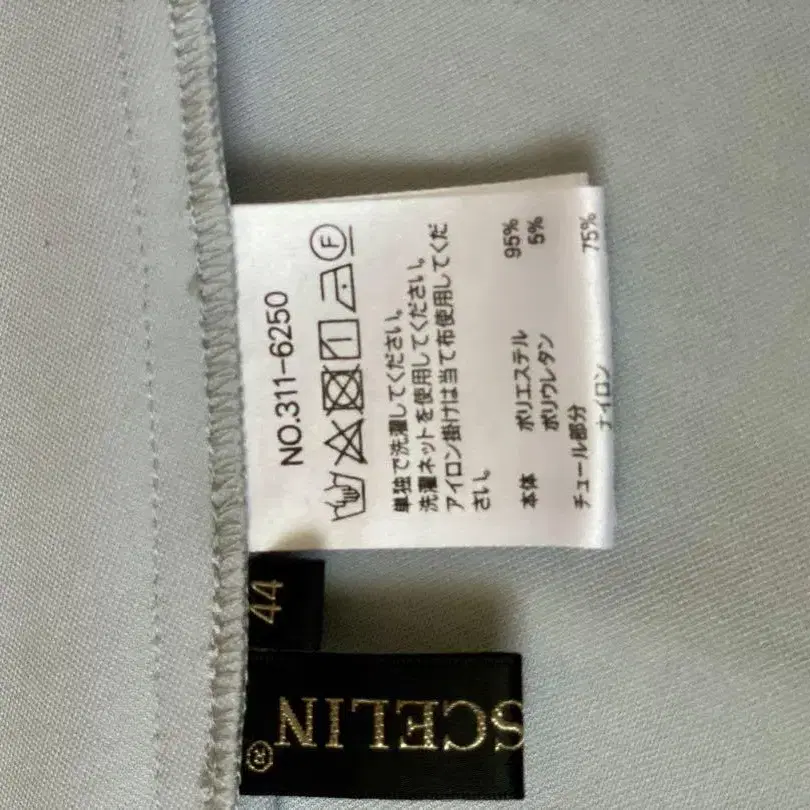 NO.311-6250
F
単独で洗濯してください。
洗濯ネットを使用してください。
アイロン掛けは当て布使用してくだ
さい。
本体 ポリエステル 95%
ポリウレタン 5%
チュール部分
ナイロン 75%
44
SCELIN®